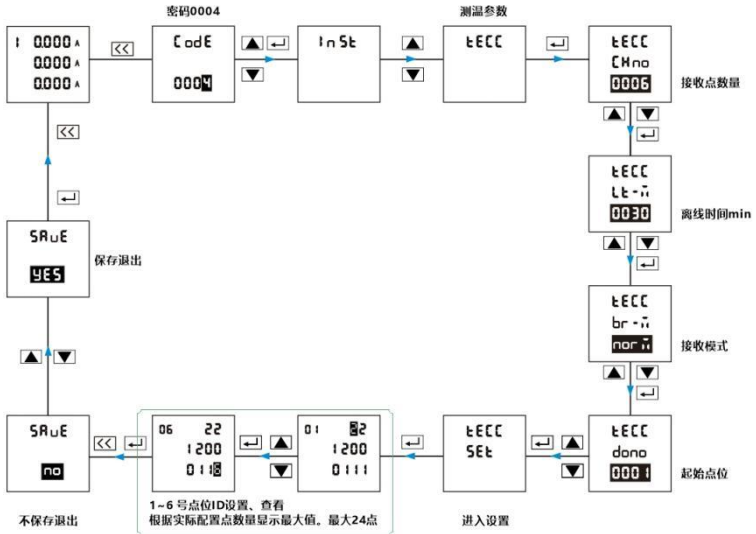 密码0004
测温参数
1 0.000 A
0.000 A
0.000 A
CodE
0004
InSt
tECC
tECC
CHno
0006
接收点数量
tECC
Lt-m
0030
离线时间min
tECC
br-m
norm
接收模式
tECC
dono
0001
起始点位
tECC
SEt
进入设置
01 22
1200
0111
06 22
1200
0116
1~6 号点位ID设置、查看
根据实际配置点数量显示最大值。最大24点
SAuE
no
不保存退出
SAuE
YES
保存退出